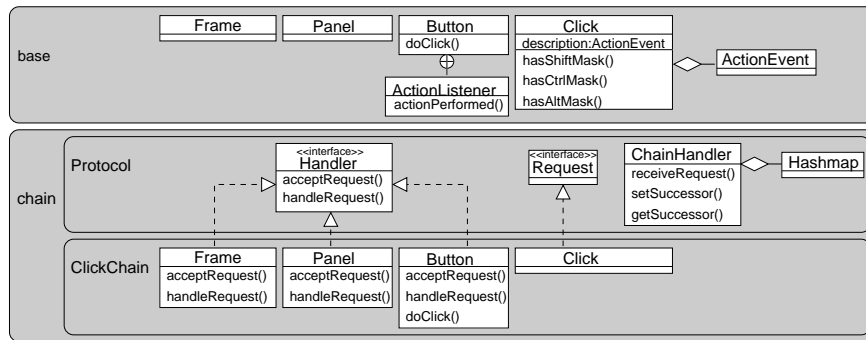 base
Frame
Panel
Button
doClick()
ActionListener
actionPerformed()
Click
description:ActionEvent
hasShiftMask()
hasCtrlMask()
hasAltMask()
ActionEvent
chain
Protocol
<<interface>>
Handler
acceptRequest()
handleRequest()
<<interface>>
Request
ChainHandler
receiveRequest()
setSuccessor()
getSuccessor()
Hashmap
ClickChain
Frame
acceptRequest()
handleRequest()
Panel
acceptRequest()
handleRequest()
Button
acceptRequest()
handleRequest()
doClick()
Click